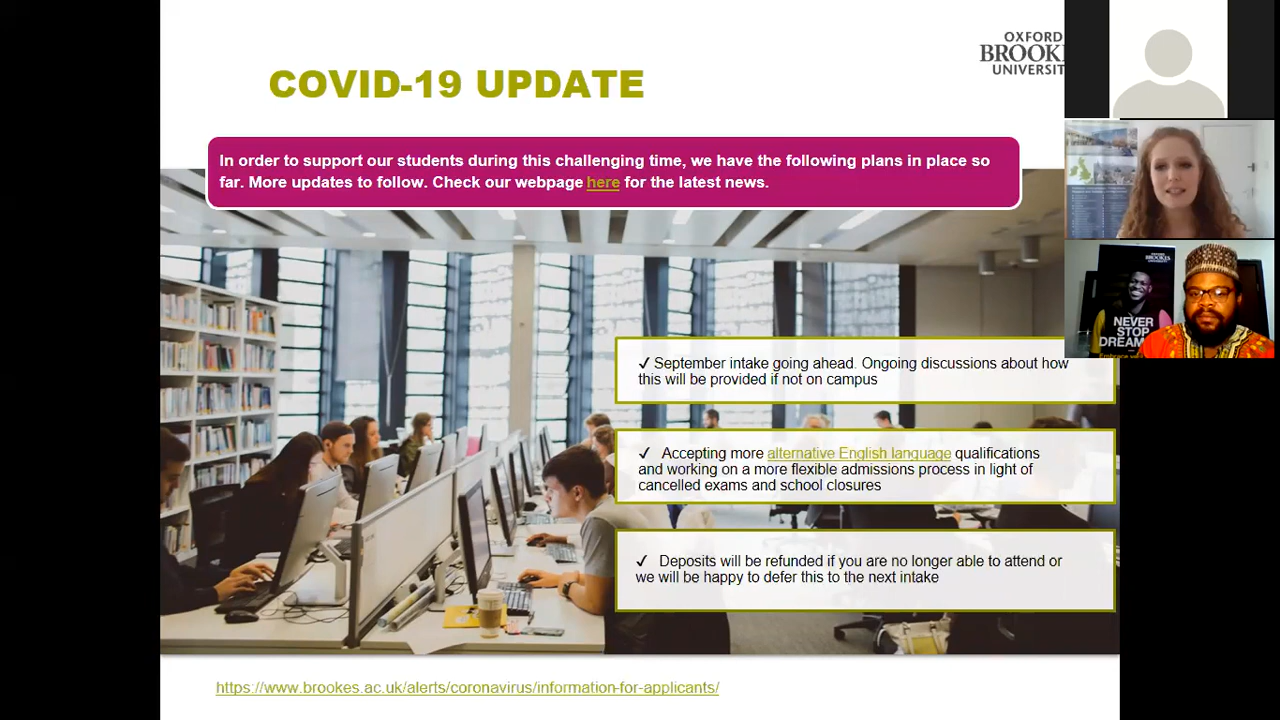 COVID-19 UPDATE
OXFORD
BROOKES
UNIVERSITY
In order to support our students during this challenging time, we have the following plans in place so
far. More updates to follow. Check our webpage here for the latest news.
✓ September intake going ahead. Ongoing discussions about how
this will be provided if not on campus
✓ Accepting more alternative English language qualifications
and working on a more flexible admissions process in light of
cancelled exams and school closures
✓ Deposits will be refunded if you are no longer able to attend or
we will be happy to defer this to the next intake
https://www.brookes.ac.uk/alerts/coronavirus/information-for-applicants/
BROOKES
NEVER
STOP
DREAM